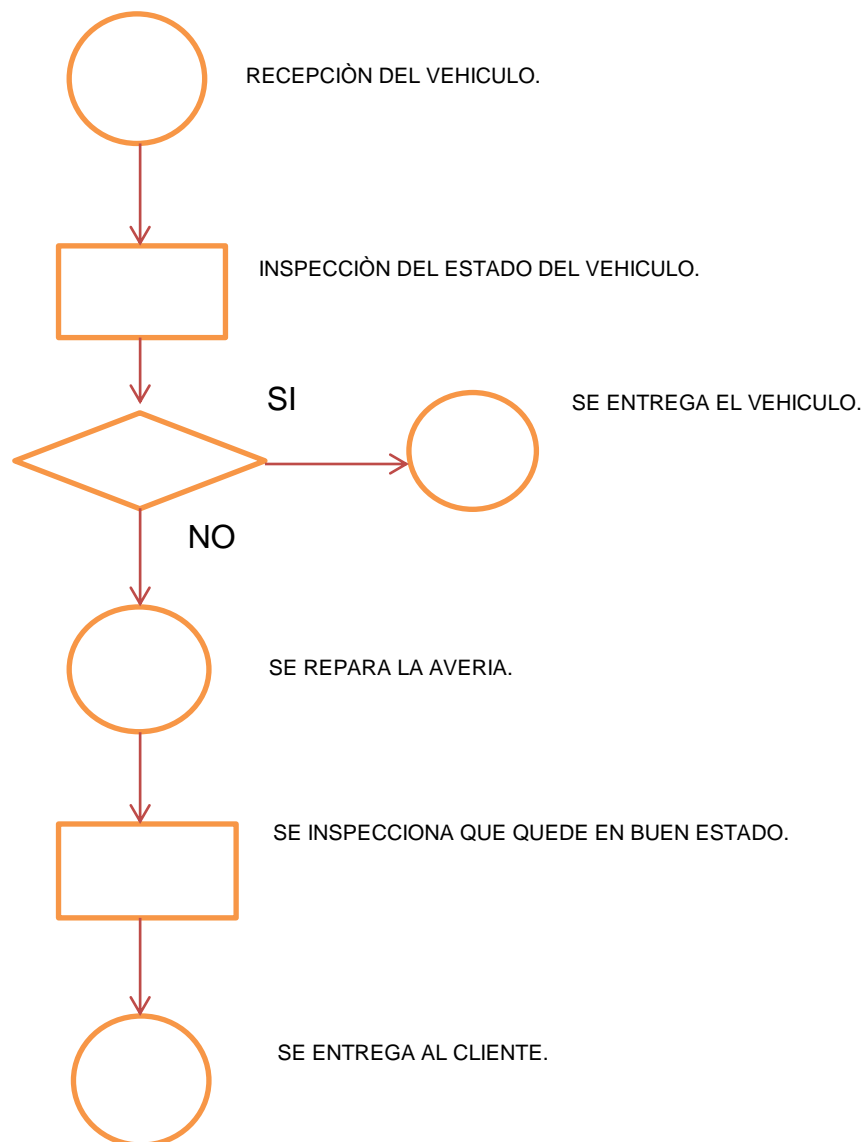 RECEPCIÒN DEL VEHICULO.
INSPECCIÒN DEL ESTADO DEL VEHICULO.
SI
SE ENTREGA EL VEHICULO.
NO
SE REPARA LA AVERIA.
SE INSPECCIONA QUE QUEDE EN BUEN ESTADO.
SE ENTREGA AL CLIENTE.